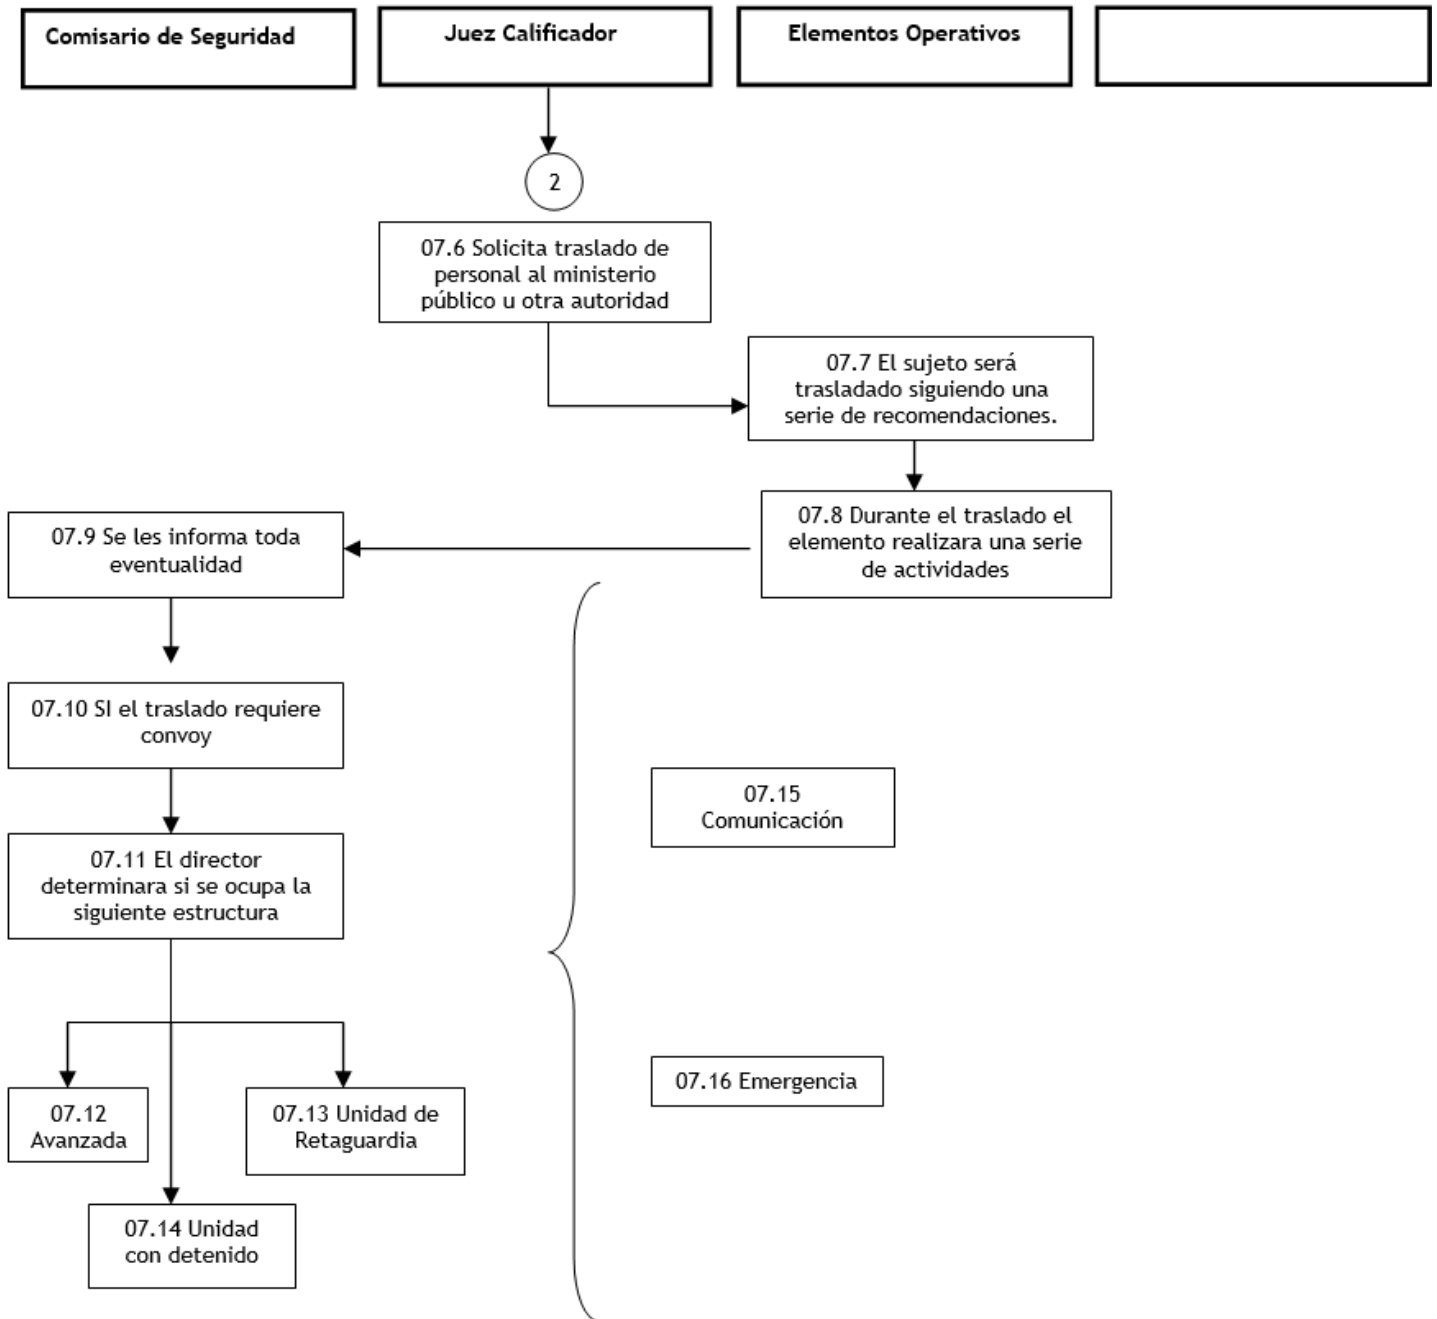 Comisario de Seguridad
Juez Calificador
Elementos Operativos
2
07.6 Solicita traslado de
personal al ministerio
público u otra autoridad
07.7 El sujeto será
trasladado siguiendo una
serie de recomendaciones.
07.8 Durante el traslado el
elemento realizara una serie
de actividades
07.9 Se les informa toda
eventualidad
07.10 SI el traslado requiere
convoy
07.11 El director
determinara si se ocupa la
siguiente estructura
07.12
Avanzada
07.13 Unidad de
Retaguardia
07.14 Unidad
con detenido
07.15
Comunicación
07.16 Emergencia